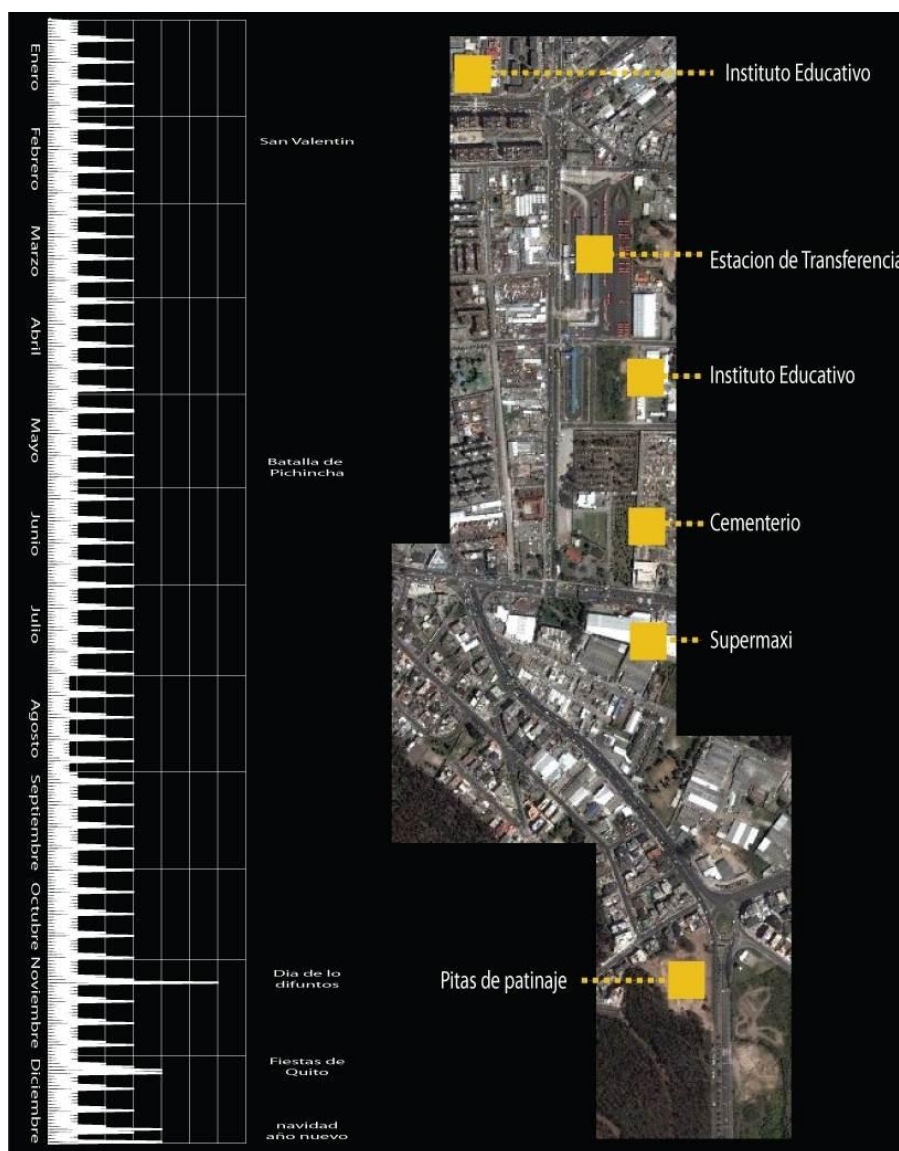 Enero
Febrero
Marzo
Abril
Mayo
Junio
Julio
Agosto
Septiembre
Octubre
Noviembre
Diciembre
San Valentin
Batalla de
Pichincha
Dia de lo
difuntos
Fiestas de
Quito
navidad
año nuevo
Instituto Educativo
Estacion de Transferencia
Instituto Educativo
Cementerio
Supermaxi
Pitas de patinaje